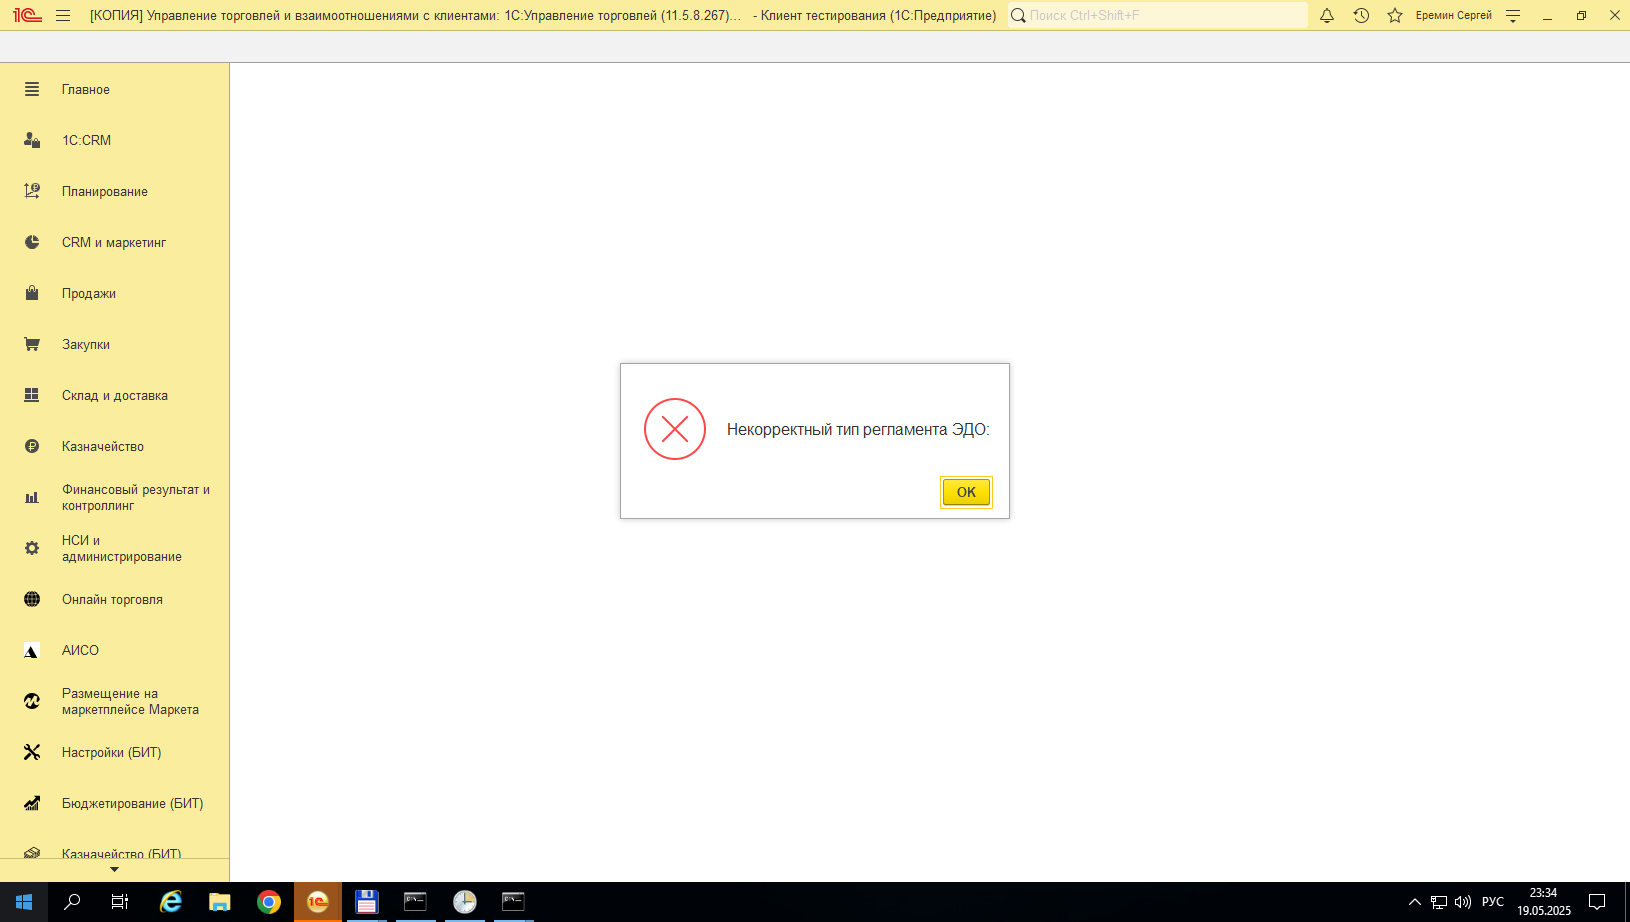 1С [КОПИЯ] Управление торговлей и взаимоотношениями с клиентами: 1С:Управление торговлей (11.5.8.267)... - Клиент тестирования (1С:Предприятие) Поиск Ctrl+Shift+F Еремин Сергей
Главное
1С:CRM
Планирование
CRM и маркетинг
Продажи
Закупки
Склад и доставка
Казначейство
Финансовый результат и
контроллинг
НСИ и
администрирование
Онлайн торговля
АИСО
Размещение на
маркетплейсе Маркета
Настройки (БИТ)
Бюджетирование (БИТ)
Казначейство (БИТ)
Некорректный тип регламента ЭДО:
OK
РУС
23:34
19.05.2025